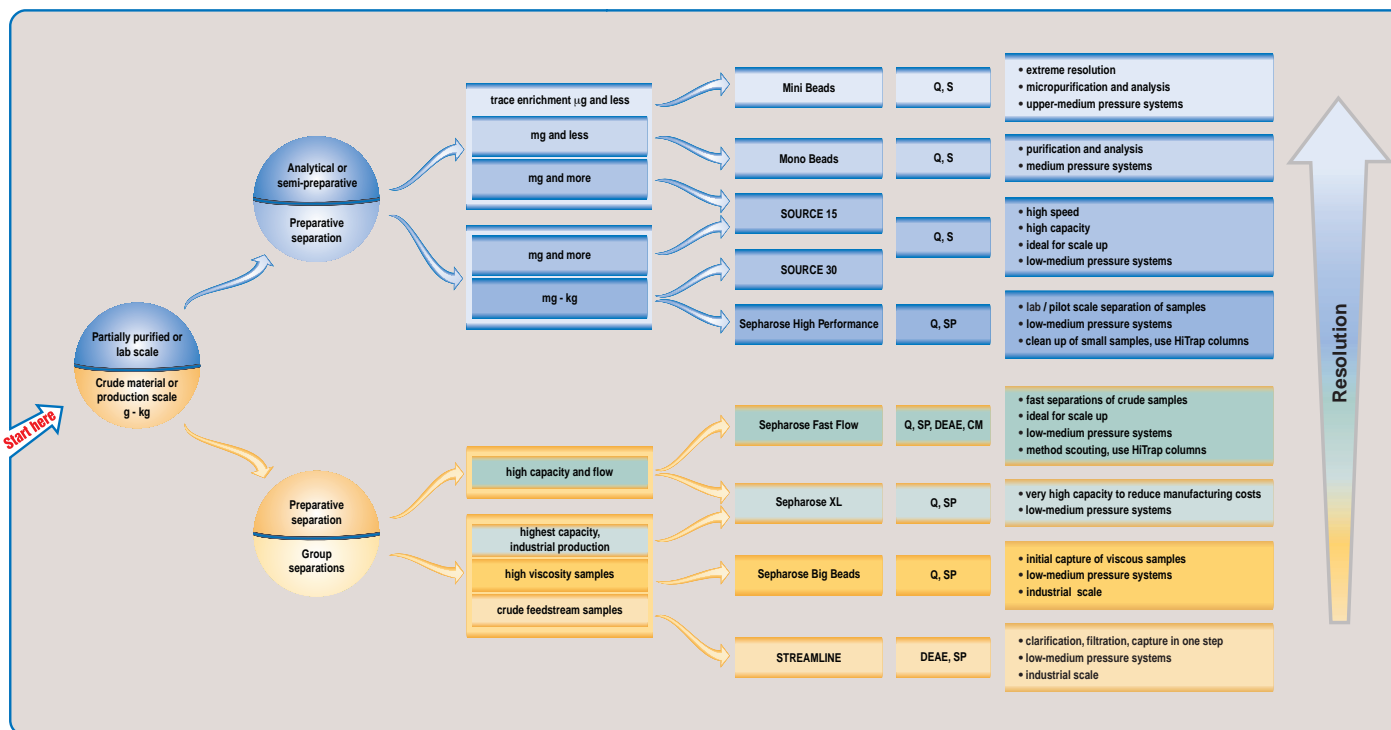 Start here
Partially purified or
lab scale
Crude material or
production scale
g - kg
Analytical or
semi-preparative
Preparative
separation
Preparative
separation
Group
separations
trace enrichment μg and less
mg and less
mg and more
mg and more
mg - kg
high capacity and flow
highest capacity,
industrial production
high viscosity samples
crude feedstream samples
Mini Beads
Q, S
• extreme resolution
• micropurification and analysis
• upper-medium pressure systems
Mono Beads
Q, S
• purification and analysis
• medium pressure systems
SOURCE 15
SOURCE 30
Q, S
• high speed
• high capacity
• ideal for scale up
• low-medium pressure systems
Sepharose High Performance
Q, SP
• lab / pilot scale separation of samples
• low-medium pressure systems
• clean up of small samples, use HiTrap columns
Sepharose Fast Flow
Q, SP, DEAE, CM
• fast separations of crude samples
• ideal for scale up
• low-medium pressure systems
• method scouting, use HiTrap columns
Sepharose XL
Q, SP
• very high capacity to reduce manufacturing costs
• low-medium pressure systems
Sepharose Big Beads
Q, SP
• initial capture of viscous samples
• low-medium pressure systems
• industrial scale
STREAMLINE
DEAE, SP
• clarification, filtration, capture in one step
• low-medium pressure systems
• industrial scale
Resolution